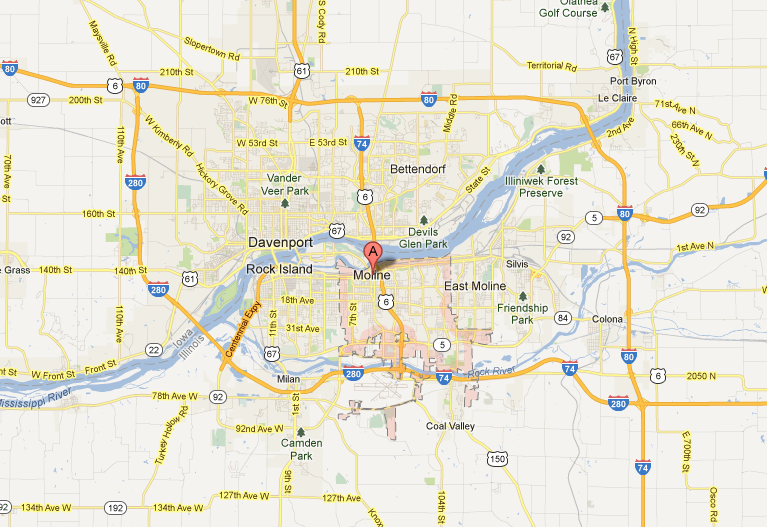 Olathea
Golf Course
S Cody Rd
N High St
Maysville Rd
Slopertown Rd
67
80
61
210th St
210th St
Territorial Rd
Port Byron
6
80
927
200th St
W 76th St
80
Le Claire
71st Ave N
Middle Rd
2nd Ave
66th Ave N
110th Ave
W Kimberly Rd
W 53rd St
E 53rd St
74
230th St N
70th Ave
Bettendorf
State St
280
Hickory Grove Rd
Vander
Veer Park
6
Illiniwek Forest
Preserve
160th St
80
92
5
67
Devils
Glen Park
92
Davenport
A
1st Ave N
Grass
140th St
140th St
61
Rock Island
Moline
Silvis
280
18th Ave
7th St
6
East Moline
Friendship
Park
110th Ave
Centennial Expy
11th St
31st Ave
84
Colona
Iowa
Illinois
22
67
5
80
W Front St
Front St
Rock River
74
Milan
280
74
6
2050 N
Mississippi River
78th Ave W
92
1st St
280
Turkey Hollow Rd
92nd Ave W
Camden
Park
Coal Valley
E 700th St
150
74
9th St
104th St
Osco Rd
134th Ave W
192
134th Ave W
127th Ave W
127th Ave